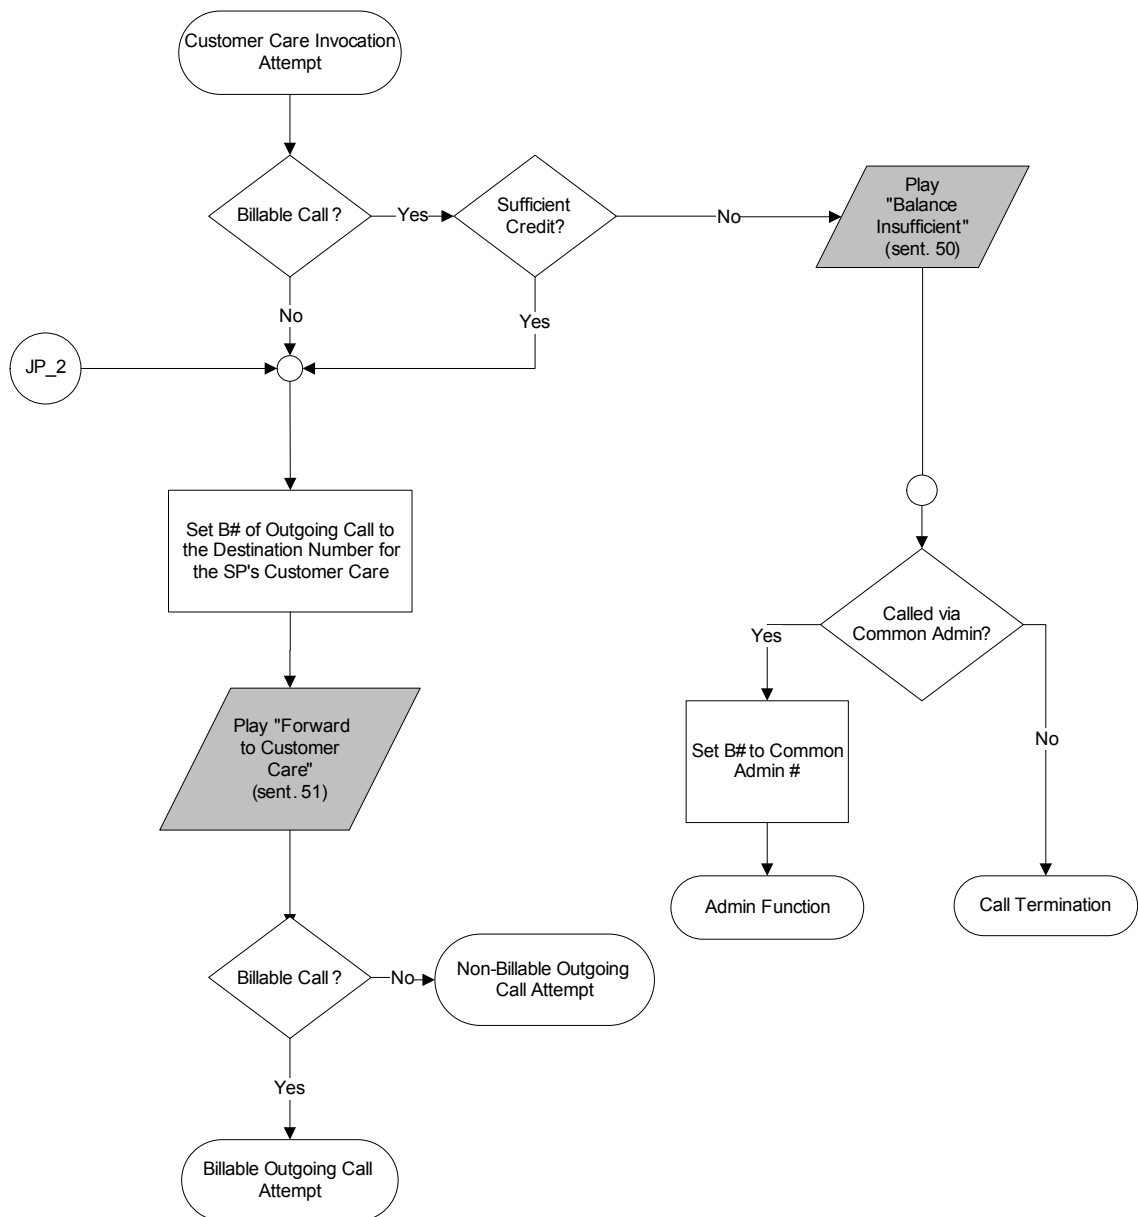 Customer Care Invocation
Attempt
Billable Call ?
Yes
Sufficient
Credit?
No
Play
"Balance
Insufficient"
(sent. 50)
No
Yes
JP_2
Set B# of Outgoing Call to
the Destination Number for
the SP's Customer Care
Called via
Common Admin?
Yes
No
Play "Forward
to Customer
Care"
(sent. 51)
Set B# to Common
Admin #
Admin Function
Call Termination
Billable Call ?
No
Non-Billable Outgoing
Call Attempt
Yes
Billable Outgoing Call
Attempt